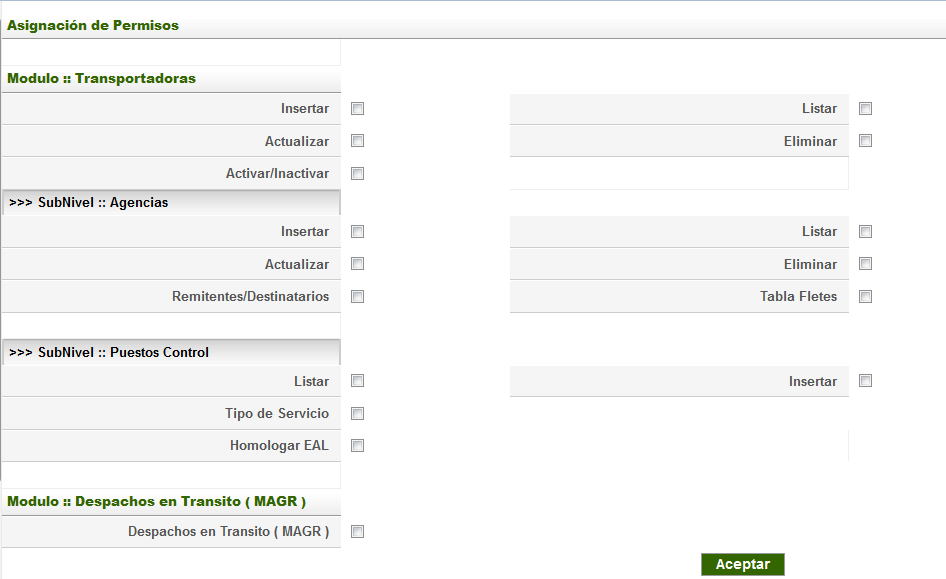 Asignación de Permisos
Modulo :: Transportadoras
Insertar Listar
Actualizar Eliminar
Activar/Inactivar
>>> SubNivel :: Agencias
Insertar Listar
Actualizar Eliminar
Remitentes/Destinatarios Tabla Fletes
>>> SubNivel :: Puestos Control
Listar Insertar
Tipo de Servicio
Homologar EAL
Modulo :: Despachos en Transito ( MAGR )
Despachos en Transito ( MAGR )
Aceptar